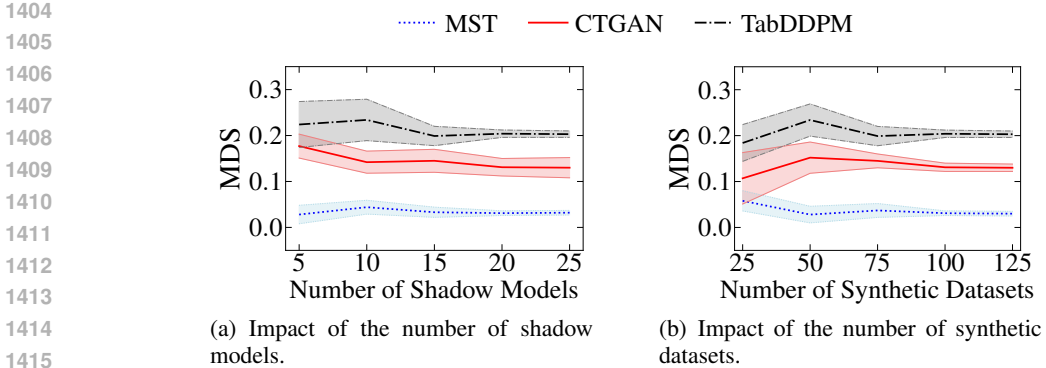 1404
1405
1406
1407
1408
1409
1410
1411
1412
1413
1414
1415
MST CTGAN TabDDPM
MDS
0.3
0.2
0.1
0.0
5 10 15 20 25
Number of Shadow Models
(a) Impact of the number of shadow
models.
MDS
0.3
0.2
0.1
0.0
25 50 75 100 125
Number of Synthetic Datasets
(b) Impact of the number of synthetic
datasets.